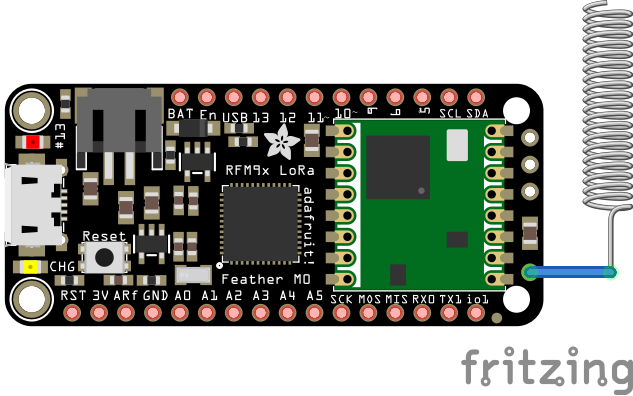 BAT En USB 13 12 11~ 10~ 9 6 5 SCL SDA
ET#
RFM9x LoRa
adafruit!
Reset
CHG
Feather M0
RST 3V ARf GND A0 A1 A2 A3 A4 A5 SCK MOS MIS RX0 TX1 io1
fritzing